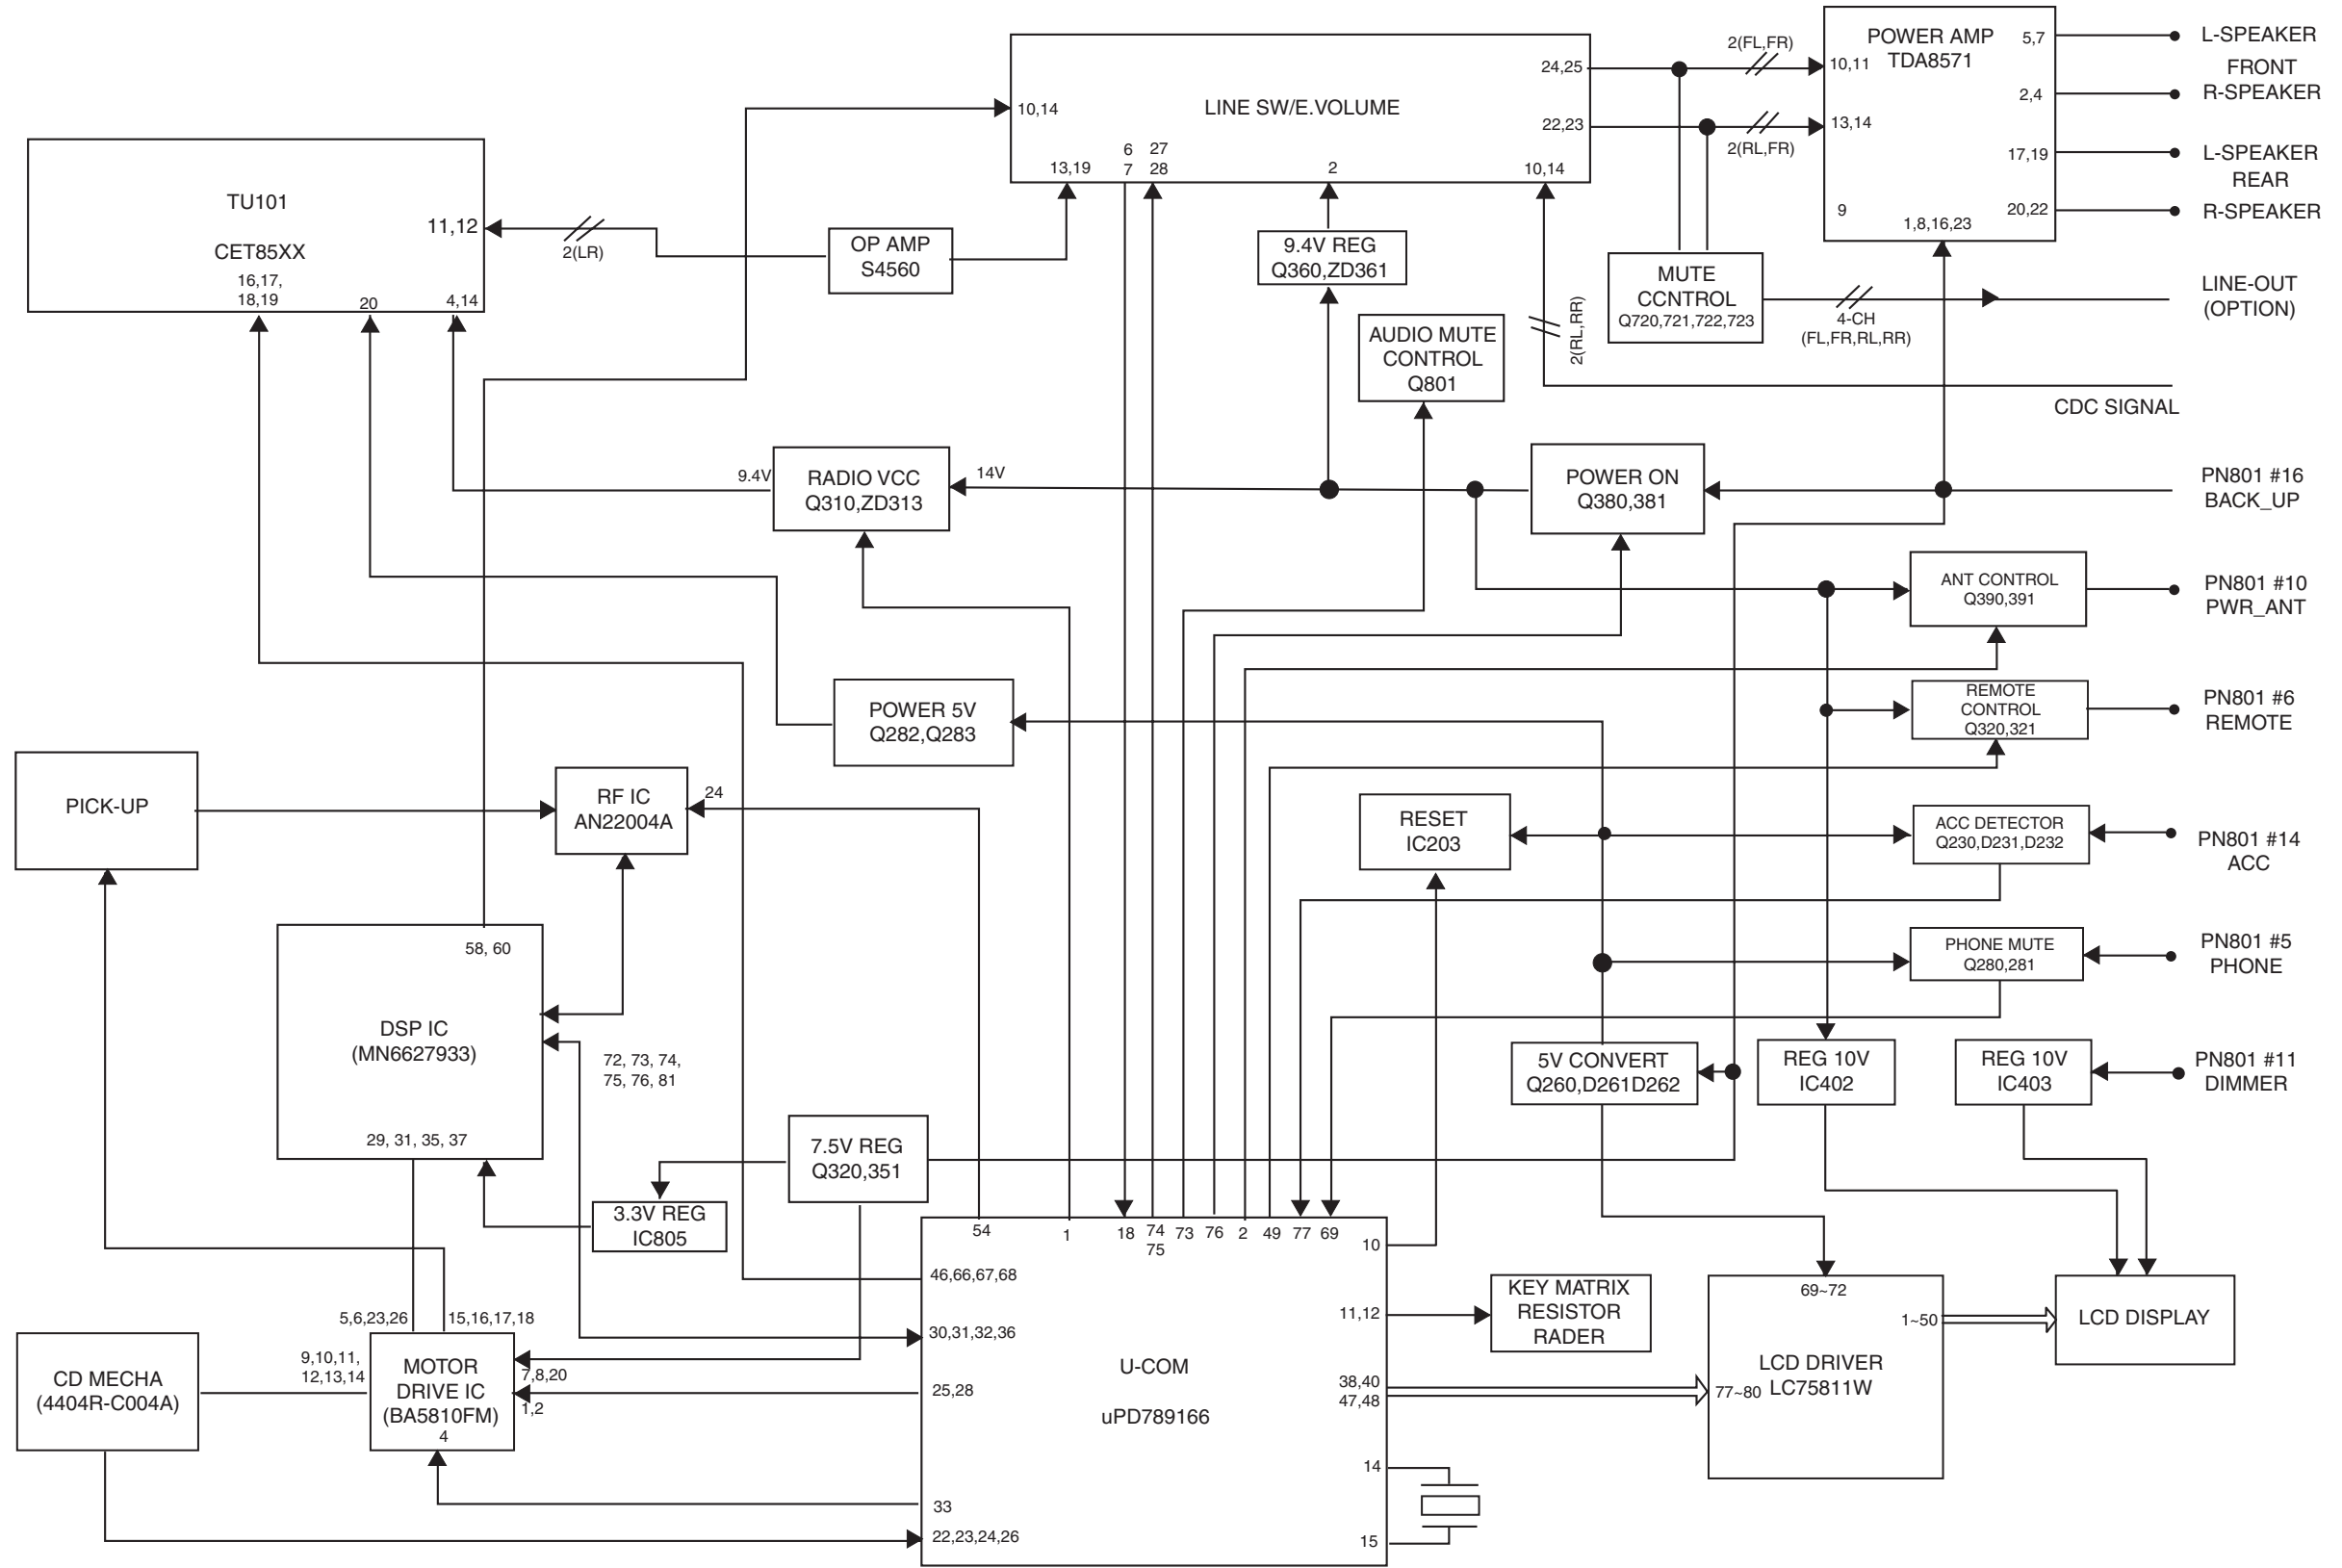 POWER AMP
TDA8571
5,7
10,11
2,4
13,14
17,19
9
20,22
1,8,16,23
L-SPEAKER
FRONT
R-SPEAKER
L-SPEAKER
REAR
R-SPEAKER
2(FL,FR)
2(RL,FR)
LINE SW/E.VOLUME
24,25
10,14
22,23
13,19
6
7
27
28
2
10,14
TU101
CET85XX
11,12
16,17,
18,19
20
4,14
2(LR)
OP AMP
S4560
9.4V REG
Q360,ZD361
MUTE
CCNTROL
Q720,721,722,723
4-CH
(FL,FR,RL,RR)
LINE-OUT
(OPTION)
AUDIO MUTE
CONTROL
Q801
2(RL,RR)
CDC SIGNAL
9.4V
RADIO VCC
Q310,ZD313
14V
POWER ON
Q380,381
PN801 #16
BACK_UP
ANT CONTROL
Q390,391
PN801 #10
PWR_ANT
POWER 5V
Q282,Q283
REMOTE
CONTROL
Q320,321
PN801 #6
REMOTE
PICK-UP
RF IC
AN22004A
24
RESET
IC203
ACC DETECTOR
Q230,D231,D232
PN801 #14
ACC
58, 60
DSP IC
(MN6627933)
29, 31, 35, 37
72, 73, 74,
75, 76, 81
PHONE MUTE
Q280,281
PN801 #5
PHONE
5V CONVERT
Q260,D261D262
REG 10V
IC402
REG 10V
IC403
PN801 #11
DIMMER
7.5V REG
Q320,351
3.3V REG
IC805
54
1
18
74
75
73
76
2
49
77
69
10
46,66,67,68
11,12
30,31,32,36
U-COM
uPD789166
38,40
47,48
25,28
14
33
22,23,24,26
15
KEY MATRIX
RESISTOR
RADER
69~72
1~50
LCD DRIVER
LC75811W
77~80
LCD DISPLAY
5,6,23,26
15,16,17,18
CD MECHA
(4404R-C004A)
9,10,11,
12,13,14
MOTOR
DRIVE IC
(BA5810FM)
4
7,8,20
1,2